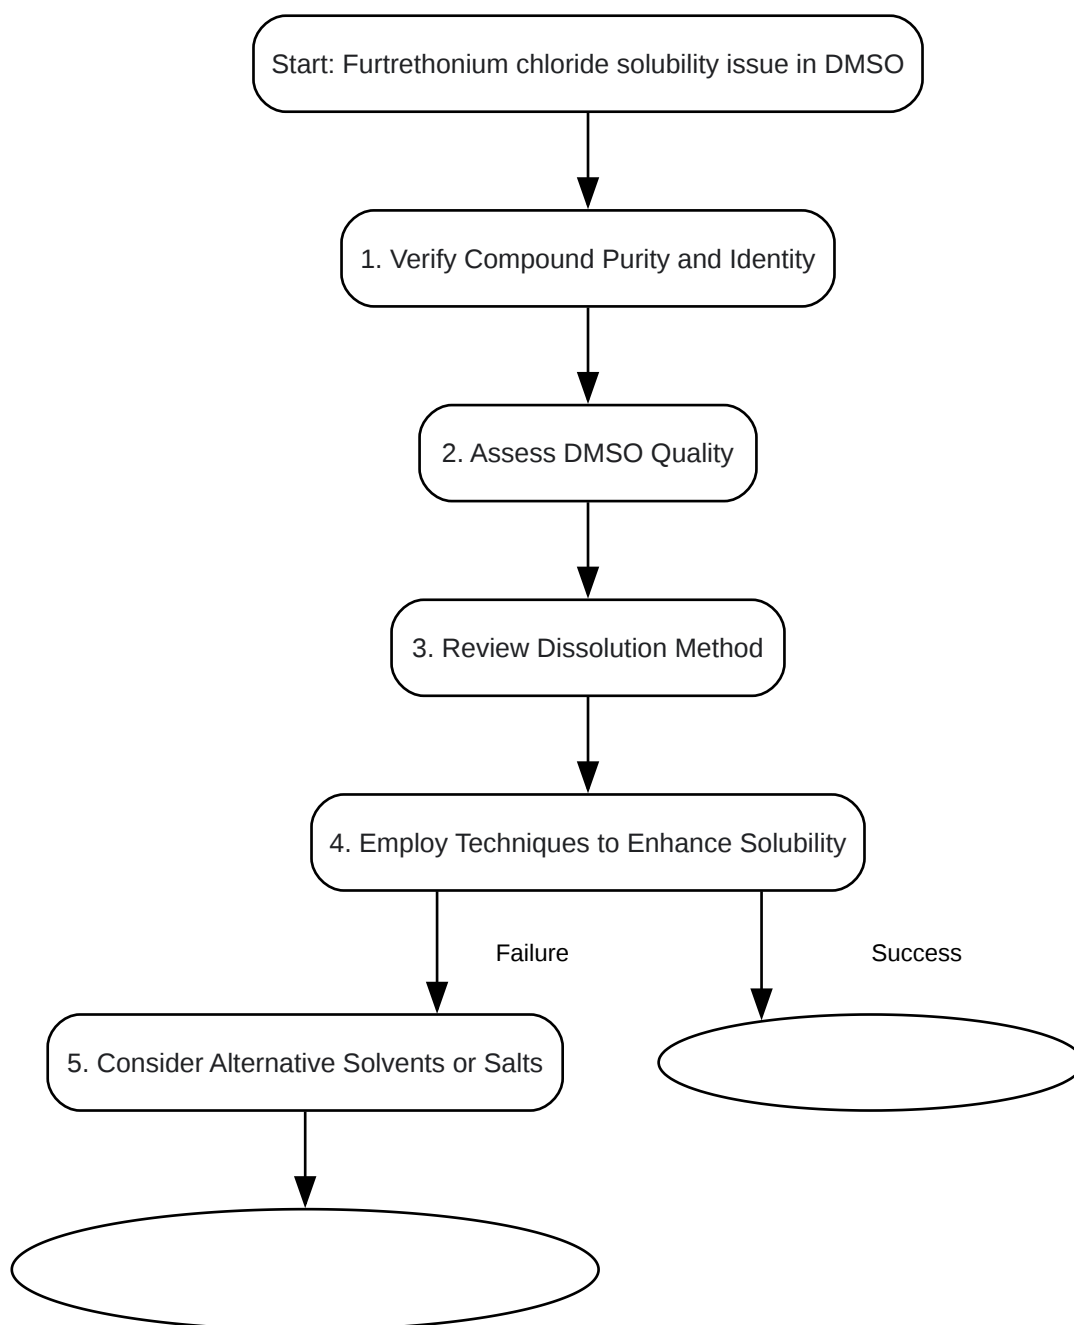 Start: Furtrethonium chloride solubility issue in DMSO
1. Verify Compound Purity and Identity
2. Assess DMSO Quality
3. Review Dissolution Method
4. Employ Techniques to Enhance Solubility
Failure
Success
5. Consider Alternative Solvents or Salts